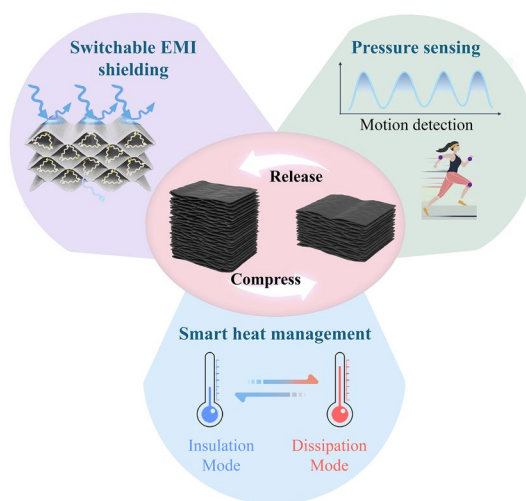 Switchable EMI
shielding
Pressure sensing
Motion detection
Release
Compress
Smart heat management
Insulation
Mode
Dissipation
Mode